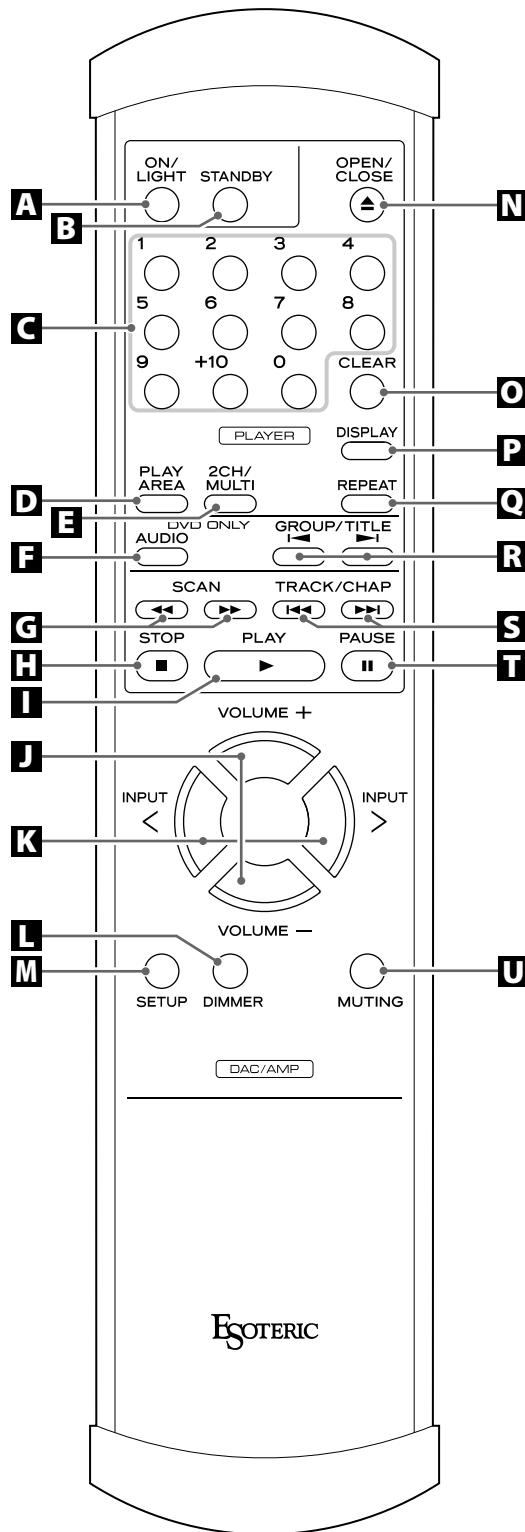 ON/ OPEN/
LIGHT STANDBY CLOSE
A N
B
1 2 3 4
5 6 7 8
C
9 +10 0 CLEAR
O
PLAYER DISPLAY
P
PLAY 2CH/
AREA MULTI REPEAT
D Q
E
DVD ONLY GROUP/TITLE
AUDIO
F R
SCAN TRACK/CHAP
G S
STOP PLAY PAUSE
H T
I
VOLUME +
J
INPUT INPUT
< >
K
VOLUME −
L
M U
SETUP DIMMER MUTING
DAC/AMP
ESOTERIC